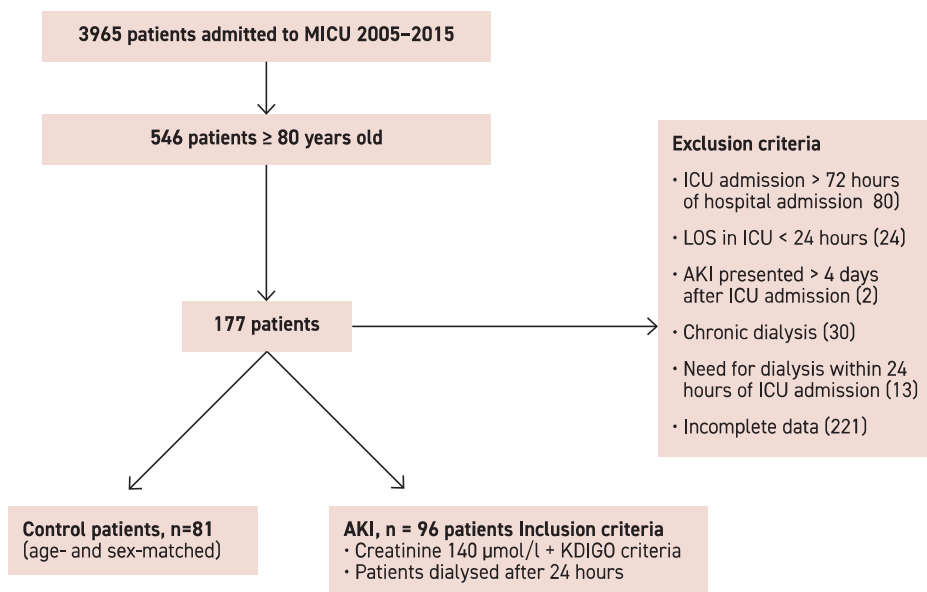 3965 patients admitted to MICU 2005–2015
546 patients ≥ 80 years old
177 patients
Exclusion criteria
· ICU admission > 72 hours
of hospital admission 80)
· LOS in ICU < 24 hours (24)
· AKI presented > 4 days
after ICU admission (2)
· Chronic dialysis (30)
· Need for dialysis within 24
hours of ICU admission (13)
· Incomplete data (221)
Control patients, n=81
(age- and sex-matched)
AKI, n = 96 patients Inclusion criteria
· Creatinine 140 µmol/l + KDIGO criteria
· Patients dialysed after 24 hours